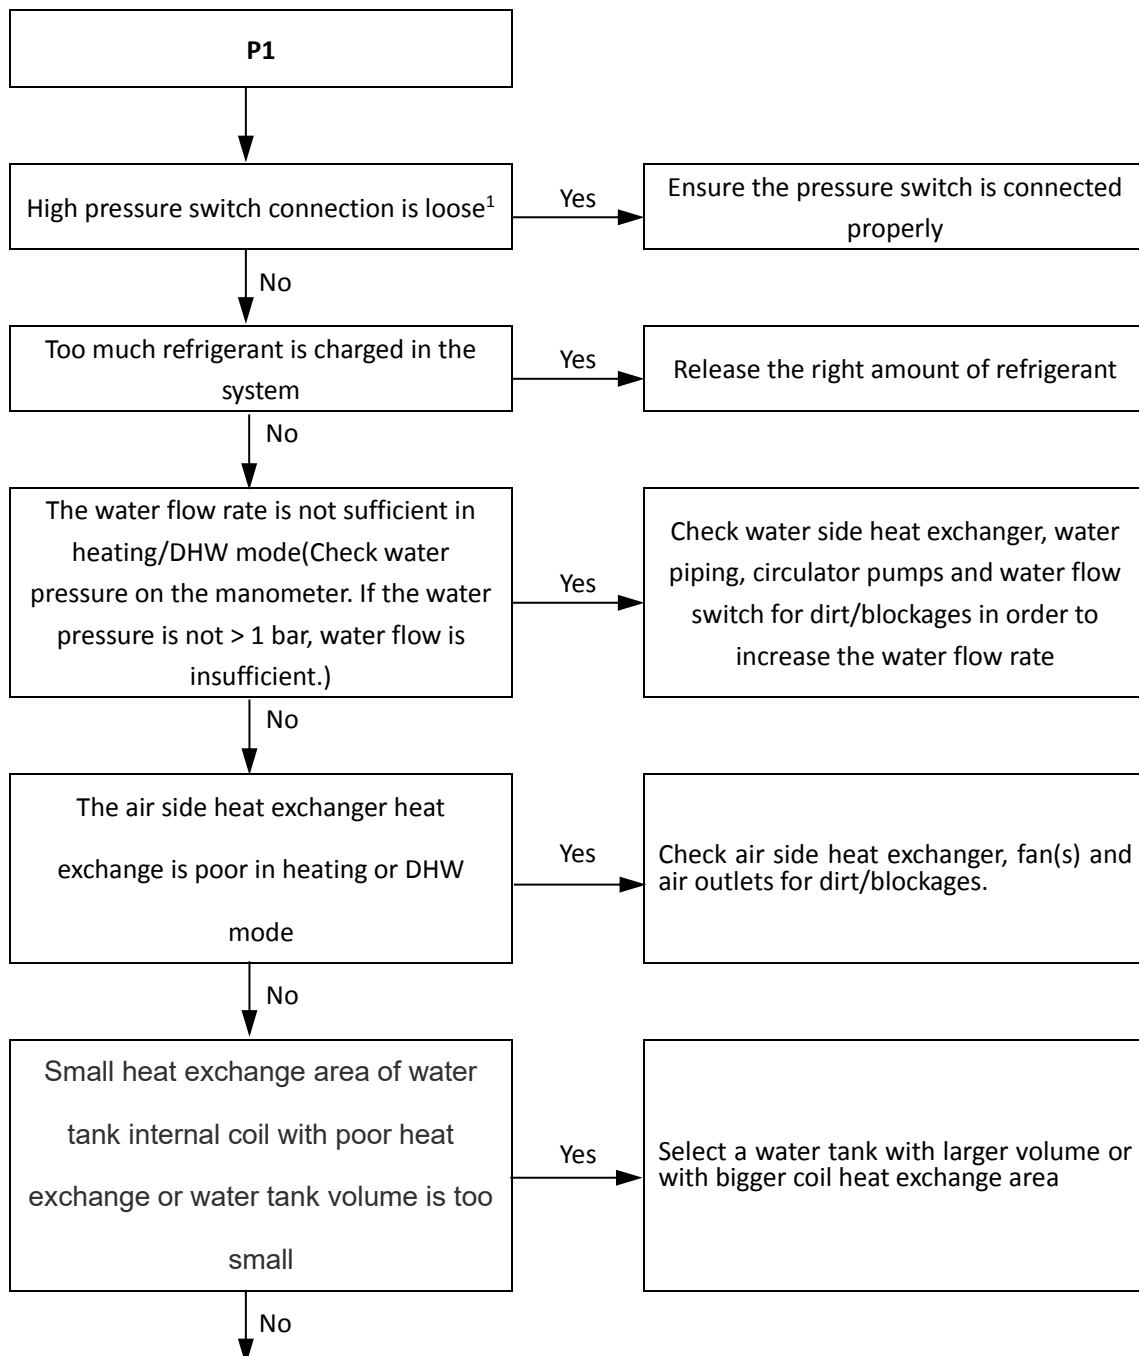 P1
High pressure switch connection is loose¹
Yes
Ensure the pressure switch is connected
properly
No
Too much refrigerant is charged in the
system
Yes
Release the right amount of refrigerant
No
The water flow rate is not sufficient in
heating/DHW mode(Check water
pressure on the manometer. If the water
pressure is not > 1 bar, water flow is
insufficient.)
Yes
Check water side heat exchanger, water
piping, circulator pumps and water flow
switch for dirt/blockages in order to
increase the water flow rate
No
The air side heat exchanger heat
exchange is poor in heating or DHW
mode
Yes
Check air side heat exchanger, fan(s) and
air outlets for dirt/blockages.
No
Small heat exchange area of water
tank internal coil with poor heat
exchange or water tank volume is too
small
Yes
Select a water tank with larger volume or
with bigger coil heat exchange area
No